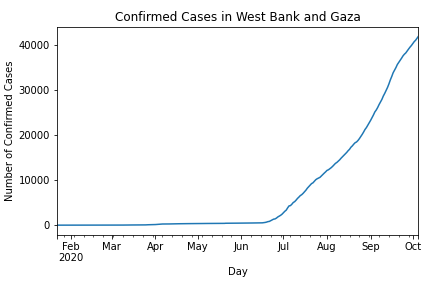 Confirmed Cases in West Bank and Gaza
Number of Confirmed Cases
40000
30000
20000
10000
0
Feb Mar Apr May Jun Jul Aug Sep Oct
2020
Day